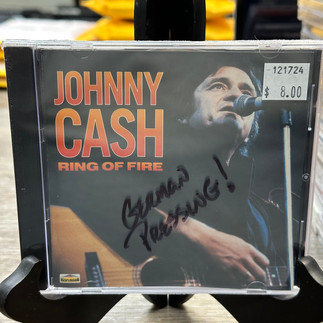 JOHNNY
CASH
RING OF FIRE
121724
$ 8.00
GERMAN
PRESSING!